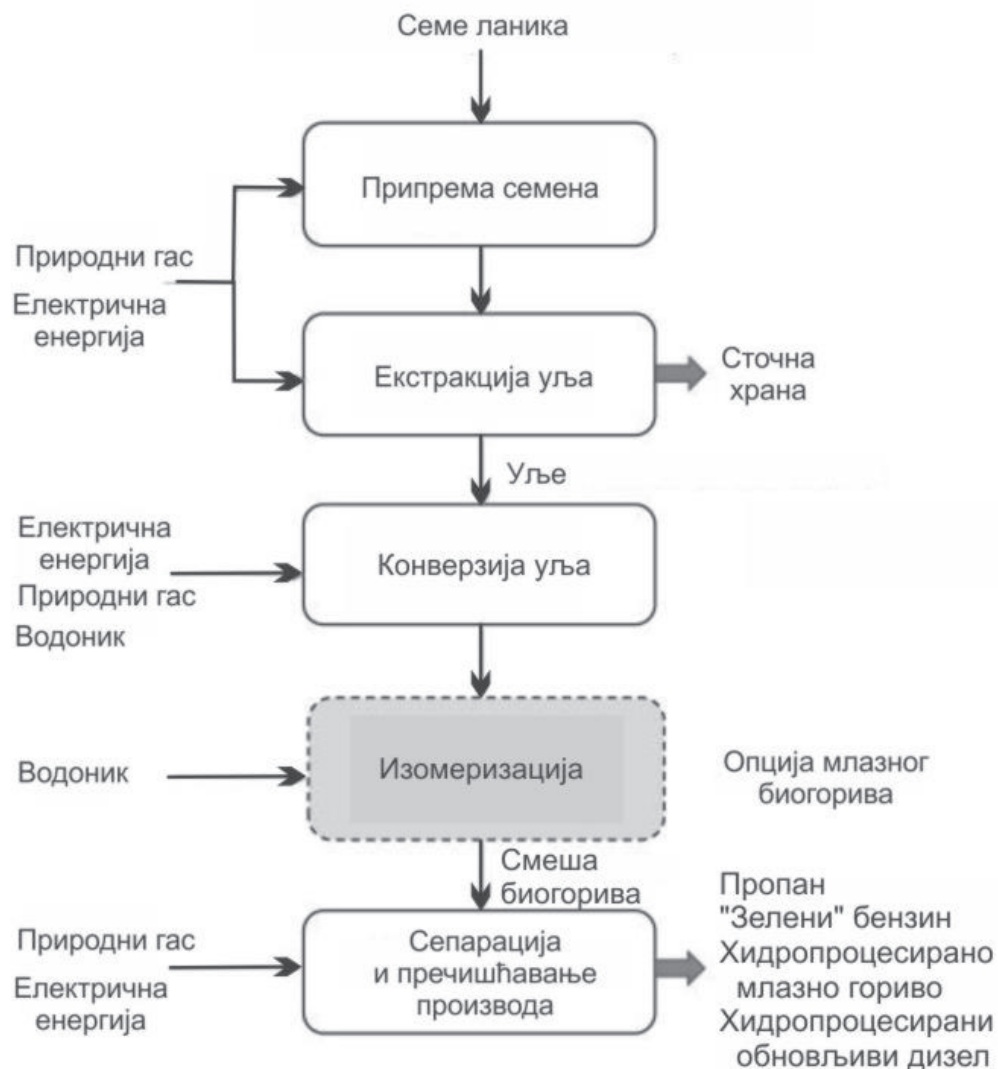 Семе ланика
Припрема семена
Природни гас
Електрична
енергија
Екстракција уља
Сточна
храна
Уље
Електрична
енергија
Природни гас
Водоник
Конверзија уља
Водоник
Изомеризација
Опција млазног
биогорива
Смеша
биогорива
Природни гас
Електрична
енергија
Сепарација
и пречишћавање
производа
Пропан
"Зелени" бензин
Хидропроцесирано
млазно гориво
Хидропроцесирани
обновљиви дизел